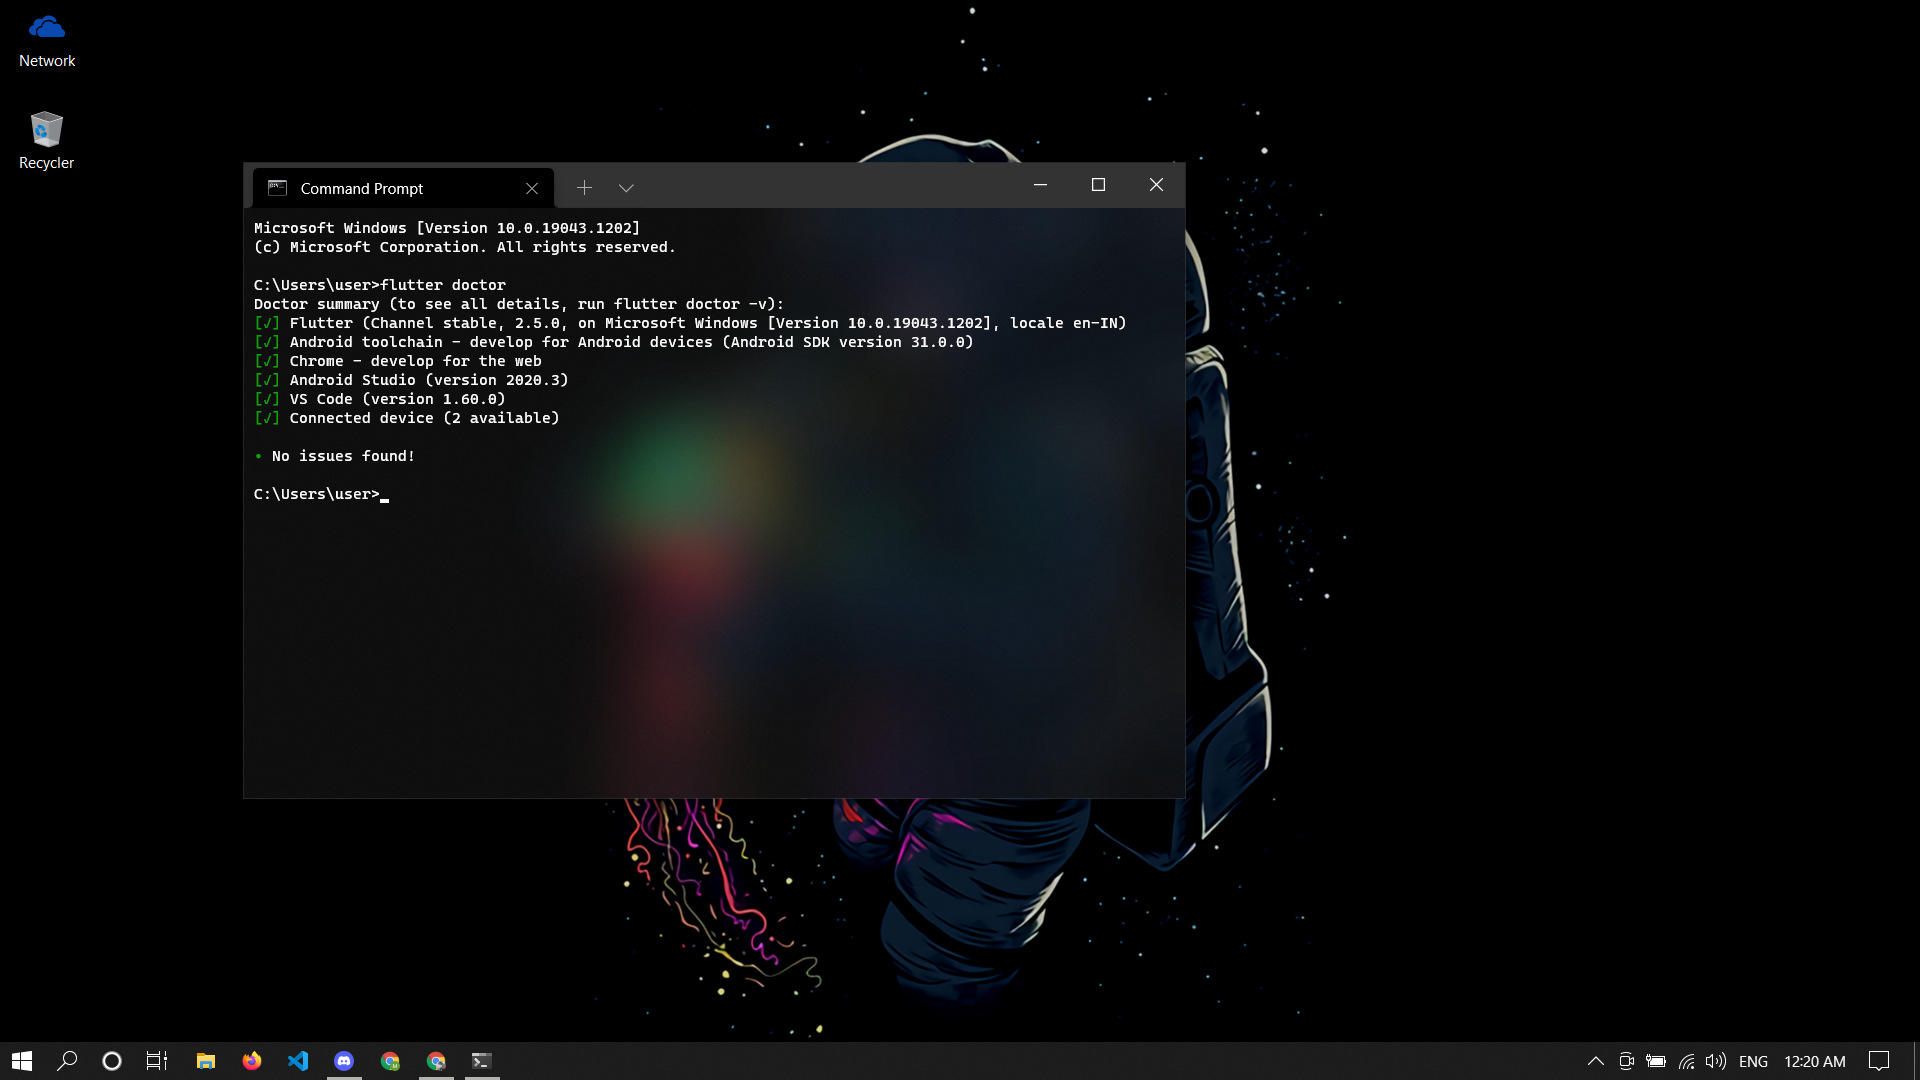 Network
Recycler
Command Prompt
Microsoft Windows [Version 10.0.19043.1202]
(c) Microsoft Corporation. All rights reserved.
C:\Users\user>flutter doctor
Doctor summary (to see all details, run flutter doctor -v):
[√] Flutter (Channel stable, 2.5.0, on Microsoft Windows [Version 10.0.19043.1202], locale en-IN)
[√] Android toolchain - develop for Android devices (Android SDK version 31.0.0)
[√] Chrome - develop for the web
[√] Android Studio (version 2020.3)
[√] VS Code (version 1.60.0)
[√] Connected device (2 available)
• No issues found!
C:\Users\user>_
ENG 12:20 AM